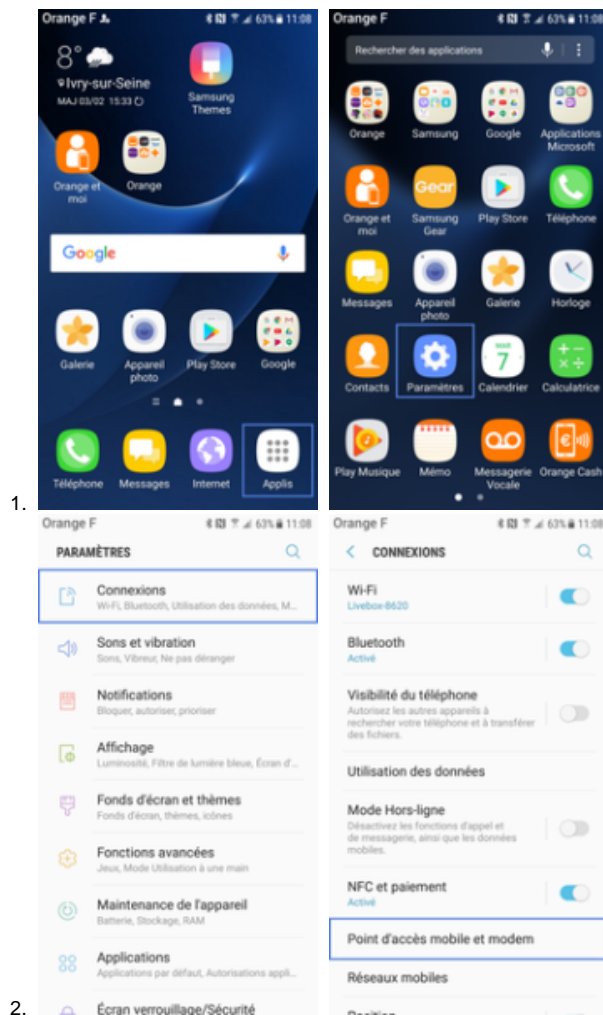 Orange F 63% 11:08
8°
Ivry-sur-Seine
MAJ 03/02 15:33
Samsung
Themes
Orange et
moi
Orange
Google
Galerie
Appareil
photo
Play Store
Google
Téléphone
Messages
Internet
Applis
1.
Orange F 63% 11:08
Rechercher des applications
Orange
Samsung
Google
Applications
Microsoft
Orange et
moi
Gear
Samsung
Gear
Play Store
Téléphone
Messages
Appareil
photo
Galerie
Horloge
Contacts
Paramètres
7
Calendrier
Calculatrice
Play Musique
Mémo
Messagerie
Vocale
Orange Cash
Orange F 63% 11:08
PARAMÈTRES
Connexions
Wi-Fi, Bluetooth, Utilisation des données, M...
Sons et vibration
Sons, Vibreur, Ne pas déranger
Notifications
Bloquer, autoriser, prioriser
Affichage
Luminosité, Filtre de lumière bleue, Écran d'...
Fonds d'écran et thèmes
Fonds d'écran, thèmes, icônes
Fonctions avancées
Jeux, Mode Utilisation à une main
Maintenance de l'appareil
Batterie, Stockage, RAM
Applications
Applications par défaut, Autorisations appli...
Écran verrouillage/Sécurité
2.
Orange F 63% 11:08
CONNEXIONS
Wi-Fi
Livebox-8620
Bluetooth
Activé
Visibilité du téléphone
Autorisez les autres appareils à
rechercher votre téléphone et à transférer
des fichiers.
Utilisation des données
Mode Hors-ligne
Désactivez les fonctions d'appel et
de messagerie, ainsi que les données
mobiles.
NFC et paiement
Activé
Point d'accès mobile et modem
Réseaux mobiles